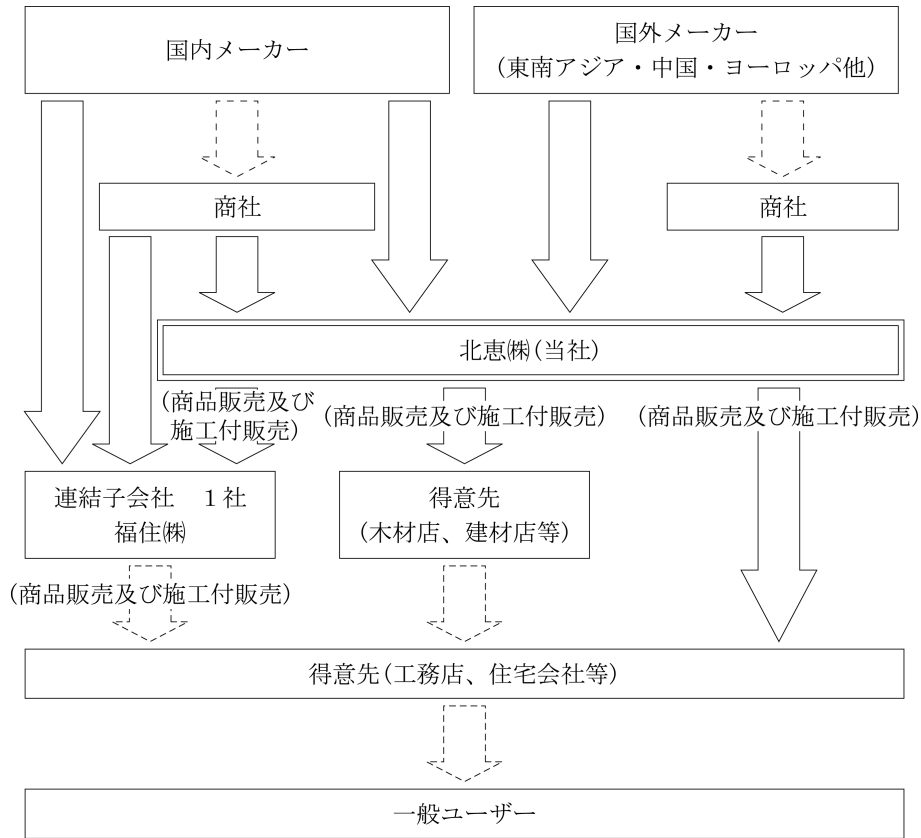 国内メーカー
国外メーカー
(東南アジア・中国・ヨーロッパ他)
商社
商社
北恵㈱(当社)
(商品販売及び
施工付販売)
(商品販売及び施工付販売)
(商品販売及び施工付販売)
連結子会社　１社
福住㈱
得意先
(木材店、建材店等)
(商品販売及び施工付販売)
得意先(工務店、住宅会社等)
一般ユーザー